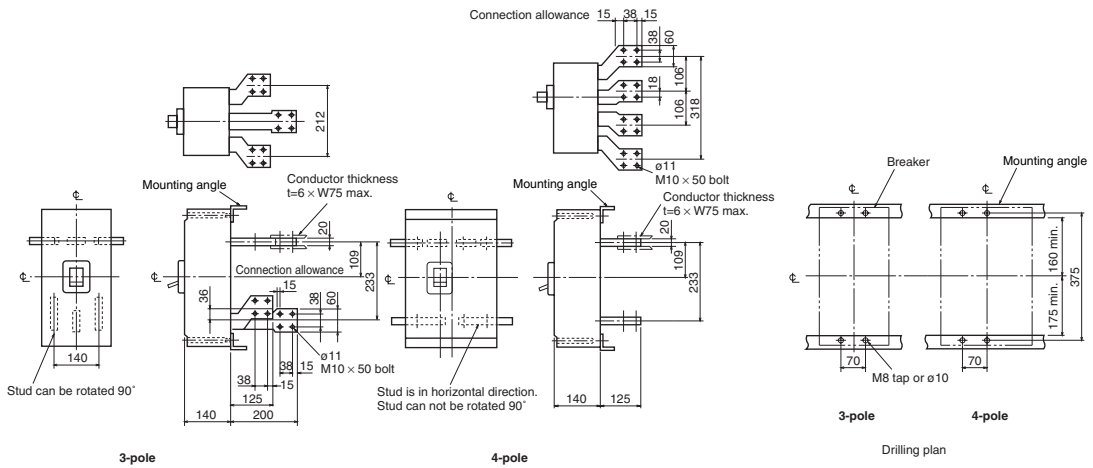 Connection allowance
15 38 15
38
60
18
106
106
318
212
ø11
M10 × 50 bolt
Conductor thickness
t=6 × W75 max.
Mounting angle
℄
20
109
233
Connection allowance
15
36
38
60
140
ø11
M10 × 50 bolt
38 15
38 15
125
140 200
Stud can be rotated 90˚
3-pole
Mounting angle
Conductor thickness
t=6 × W75 max.
℄
℄
20
109
233
Stud is in horizontal direction.
Stud can not be rotated 90˚
140 125
4-pole
Breaker
Mounting angle
℄ ℄
℄
160 min.
175 min.
375
70 70
M8 tap or ø10
3-pole 4-pole
Drilling plan
℄
℄
℄